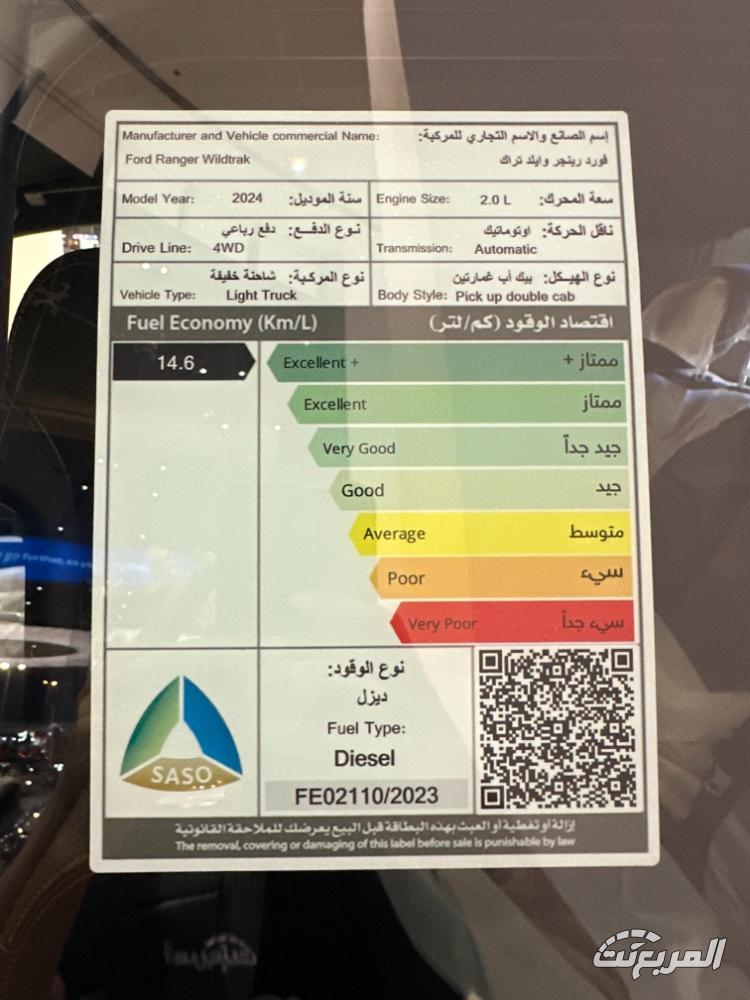 Manufacturer and Vehicle commercial Name: إسم الصانع والاسم التجاري للمركبة:
Ford Ranger Wildtrak فورد رينجر وايلد تراك
Model Year: 2024 سنة الموديل: Engine Size: 2.0 L سعة المحرك:
نوع الدفع: دفع رباعي ناقل الحركة: اوتوماتيك
Drive Line: 4WD Transmission: Automatic
نوع المركبة: شاحنة خفيفة نوع الهيكل: بيك أب غمارتين
Vehicle Type: Light Truck Body Style: Pick up double cab
Fuel Economy (Km/L) اقتصاد الوقود (كم/لتر)
14.6 Excellent + ممتاز +
Excellent ممتاز
Very Good جيد جداً
Good جيد
Average متوسط
Poor سيء
Very Poor سيء جداً
نوع الوقود:
ديزل
Fuel Type:
Diesel
FE02110/2023
SASO
إزالة أو تغطية أو العبث بهذه البطاقة قبل البيع يعرضك للملاحقة القانونية
The removal, covering or damaging of this label before sale is punishable by law
المربع نت